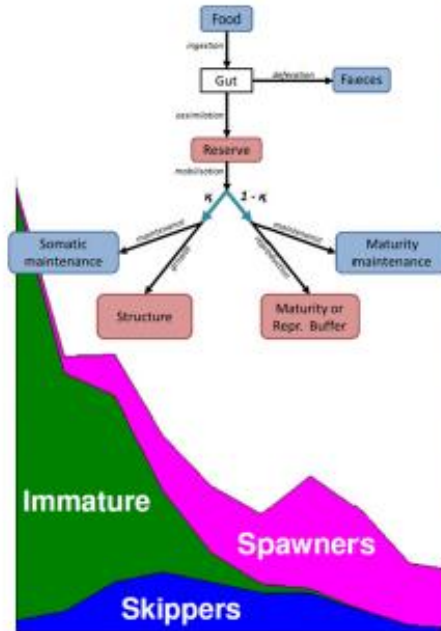 Food
ingestion
Gut
defecation
Faeces
assimilation
Reserve
mobilisation
κ
1 - κ
maintenance
maintenance
Somatic
maintenance
growth
reproduction
Maturity
maintenance
Structure
Maturity or
Repr. Buffer
Immature
Spawners
Skippers